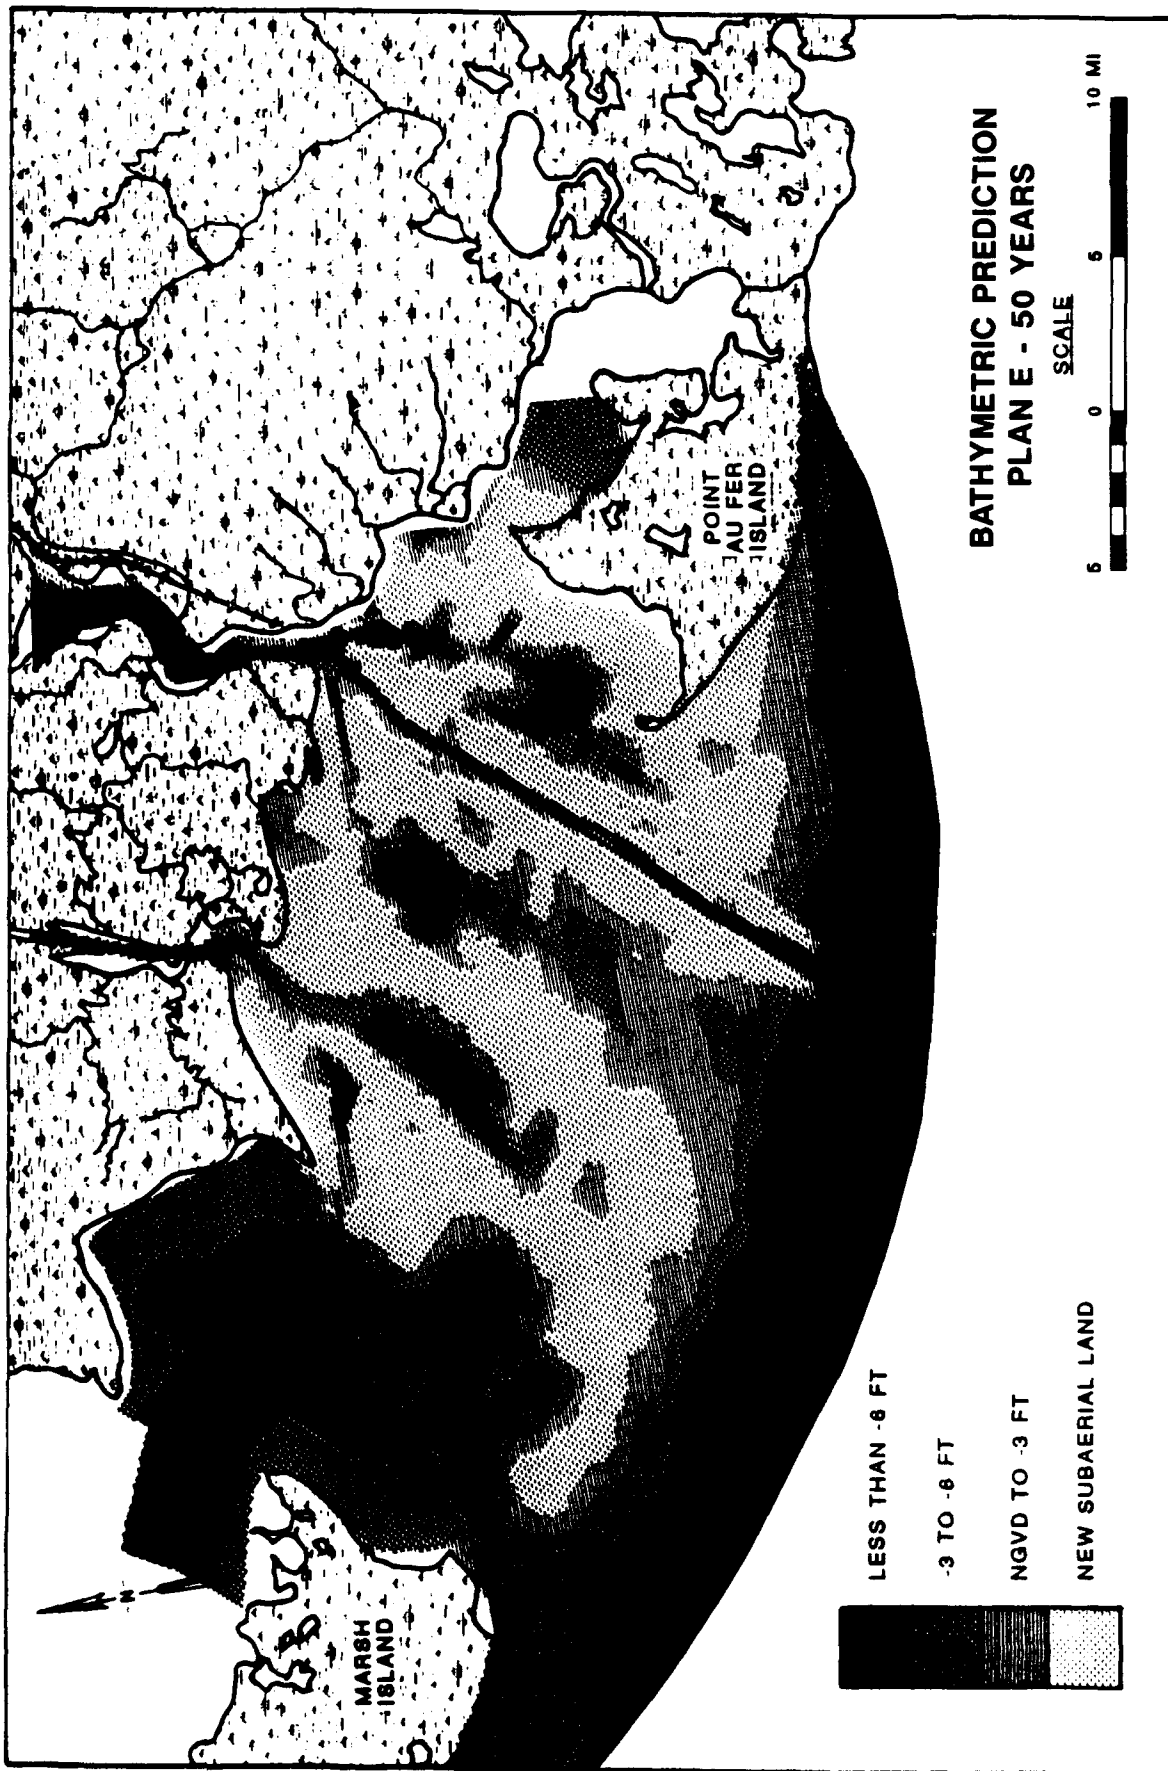 MARSH
ISLAND
N
POINT
AU FER
ISLAND
LESS THAN -6 FT
-3 TO -6 FT
NGVD TO -3 FT
NEW SUBAERIAL LAND
BATHYMETRIC PREDICTION
PLAN E - 50 YEARS
SCALE
5 0 5 10 MI